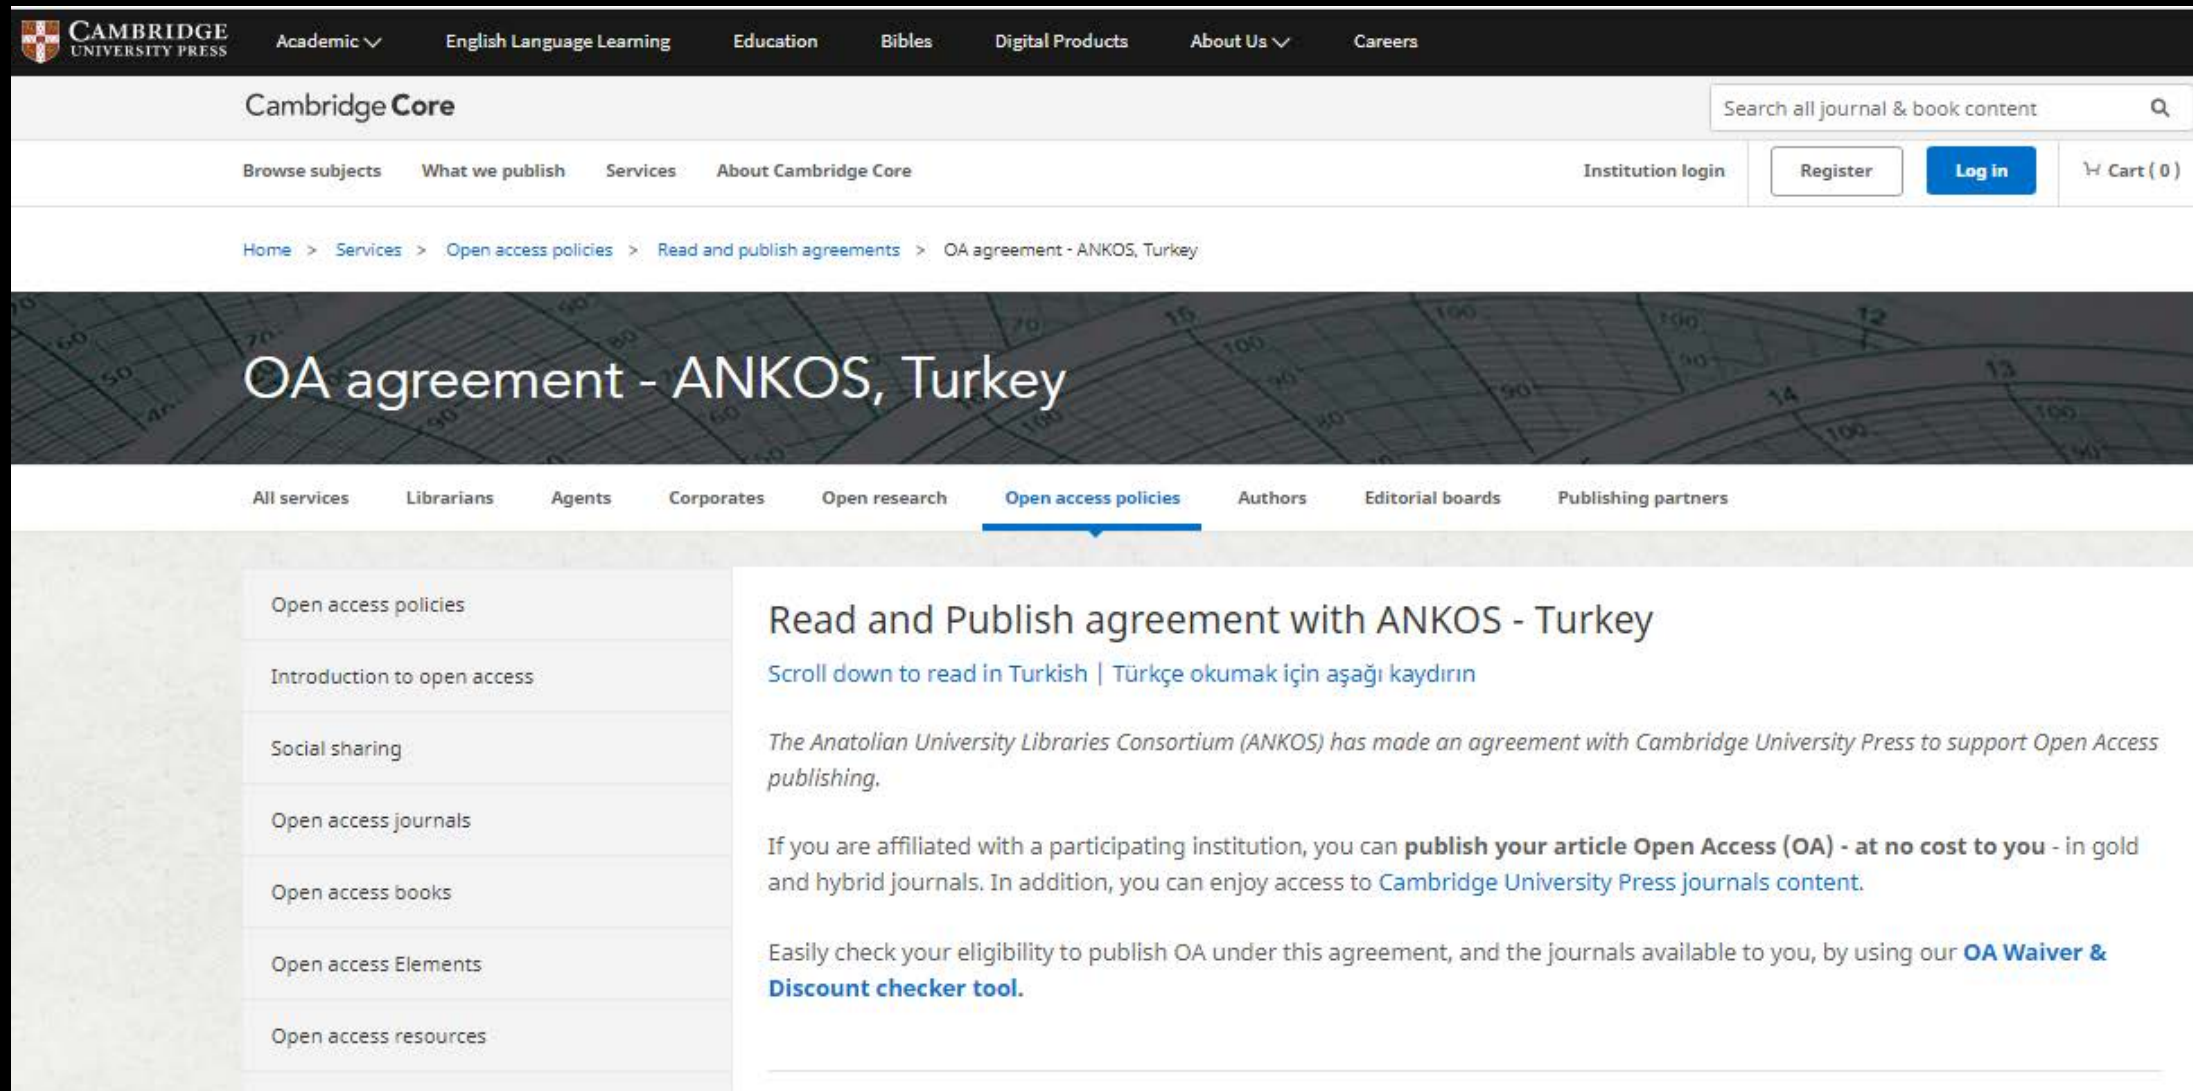 CAMBRIDGE
UNIVERSITY PRESS
Academic
English Language Learning
Education
Bibles
Digital Products
About Us
Careers
Cambridge Core
Search all journal & book content
Browse subjects
What we publish
Services
About Cambridge Core
Institution login
Register
Log in
Cart ( 0 )
Home > Services > Open access policies > Read and publish agreements > OA agreement - ANKOS, Turkey
OA agreement - ANKOS, Turkey
All services
Librarians
Agents
Corporates
Open research
Open access policies
Authors
Editorial boards
Publishing partners
Open access policies
Introduction to open access
Social sharing
Open access journals
Open access books
Open access Elements
Open access resources
Read and Publish agreement with ANKOS - Turkey
Scroll down to read in Turkish | Türkçe okumak için aşağı kaydırın
The Anatolian University Libraries Consortium (ANKOS) has made an agreement with Cambridge University Press to support Open Access
publishing.
If you are affiliated with a participating institution, you can publish your article Open Access (OA) - at no cost to you - in gold
and hybrid journals. In addition, you can enjoy access to Cambridge University Press journals content.
Easily check your eligibility to publish OA under this agreement, and the journals available to you, by using our OA Waiver &
Discount checker tool.